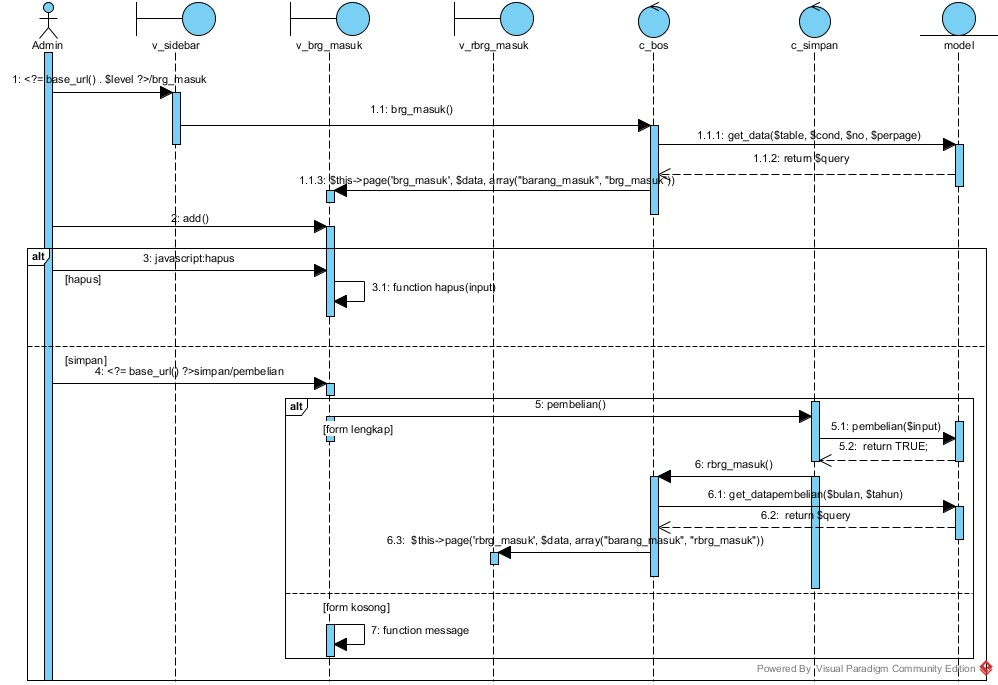 Admin
v_sidebar
v_brg_masuk
v_rbrg_masuk
c_bos
c_simpan
model
1: <?= base_url() . $level ?>/brg_masuk
1.1: brg_masuk()
1.1.1: get_data($table, $cond, $no, $perpage)
1.1.2: return $query
1.1.3: $this->page('brg_masuk', $data, array("barang_masuk", "brg_masuk"))
2: add()
alt
3: javascript:hapus
[hapus]
3.1: function hapus(input)
[simpan]
4: <?= base_url() ?>simpan/pembelian
alt
5: pembelian()
[form lengkap]
5.1: pembelian($input)
5.2: return TRUE;
6: rbrg_masuk()
6.1: get_datapembelian($bulan, $tahun)
6.2: return $query
6.3: $this->page('rbrg_masuk', $data, array("barang_masuk", "rbrg_masuk"))
[form kosong]
7: function message
Powered By Visual Paradigm Community Edition